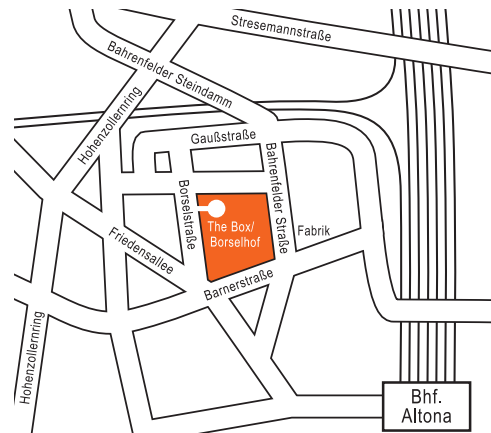 Stresemannstraße
Bahrenfelder Steindamm
Hohenzollernring
Gaußstraße
Bahrenfelder Straße
Borselstraße
The Box/
Borselhof
Fabrik
Friedensallee
Barnerstraße
Hohenzollernring
Bhf.
Altona